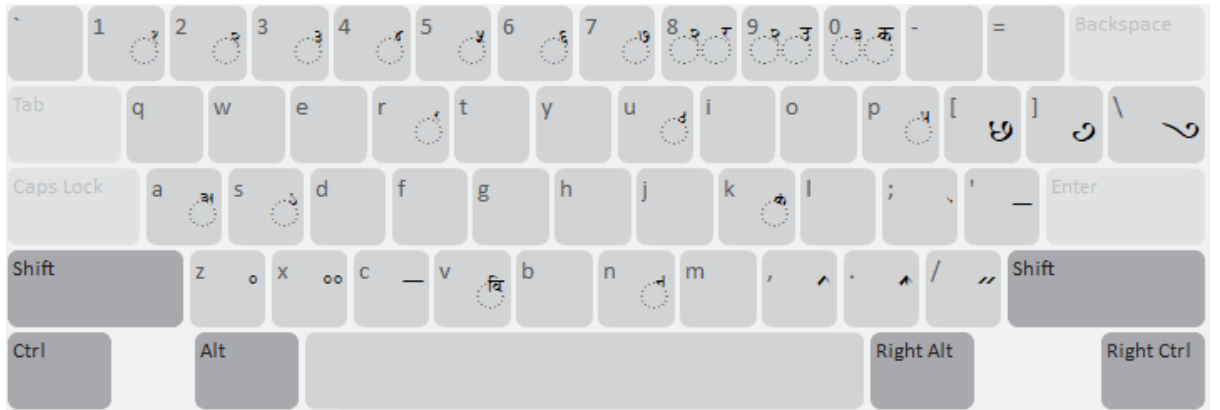 ` 1 ◌꣡ 2 ◌꣢ 3 ◌꣣ 4 ◌꣤ 5 ◌꣥ 6 ◌꣦ 7 ◌꣧ 8 ◌꣢◌꣯ 9 ◌꣢◌꣫ 0 ◌꣣◌꣬ - = Backspace
Tab q w e r ◌꣯ t y u ◌꣫ i o p ◌꣮ [ ] \
Caps Lock a ◌꣪ s ◌꣱ d f g h j k ◌꣬ l ; ' Enter
Shift z x c v ◌꣰ b n ◌꣭ m , . / Shift
Ctrl Alt Right Alt Right Ctrl